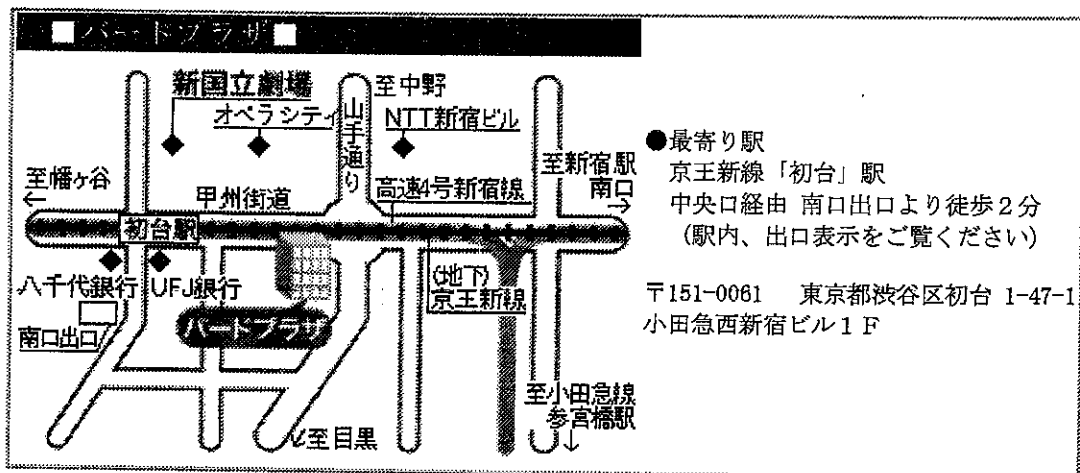 ■バードプラザ■
新国立劇場
オペラシティ
山手通り
至中野
NTT新宿ビル
至新宿駅
南口
→
至幡ヶ谷
←
甲州街道
高速4号新宿線
初台駅
八千代銀行
UFJ銀行
(地下)
京王新線
南口出口
バードプラザ
至小田急線
参宮橋駅
↓
↙至目黒
●最寄り駅
京王新線「初台」駅
中央口経由 南口出口より徒歩2分
(駅内、出口表示をご覧ください)
〒151-0061 東京都渋谷区初台 1-47-1
小田急西新宿ビル1F